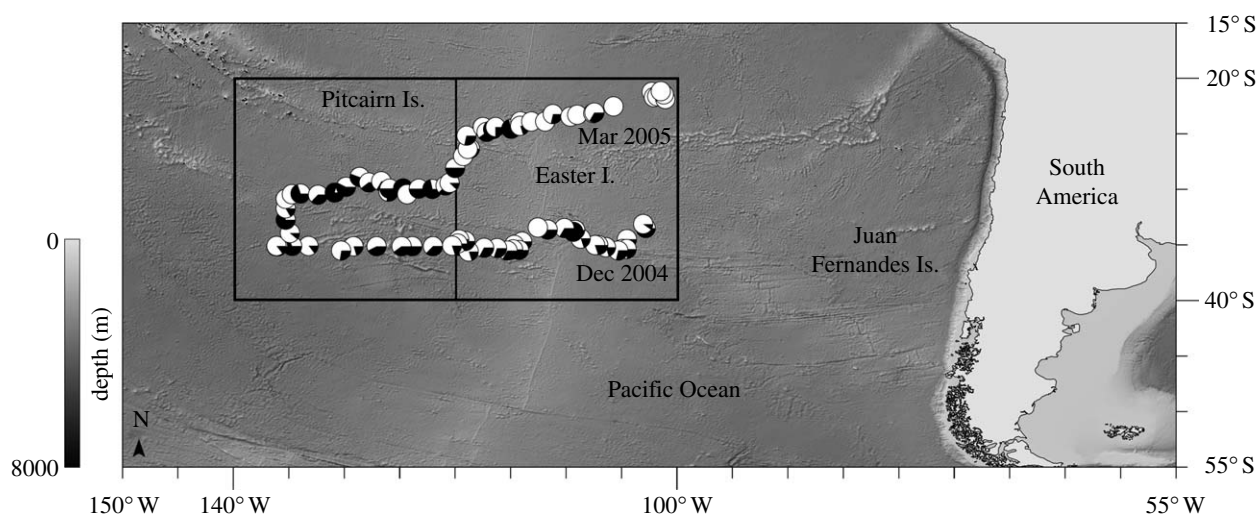 15° S
20° S
Pitcairn Is.
Mar 2005
South
America
Easter I.
0
Juan
Fernandes Is.
Dec 2004
40° S
depth (m)
Pacific Ocean
N
8000
55° S
150° W
140° W
100° W
55° W